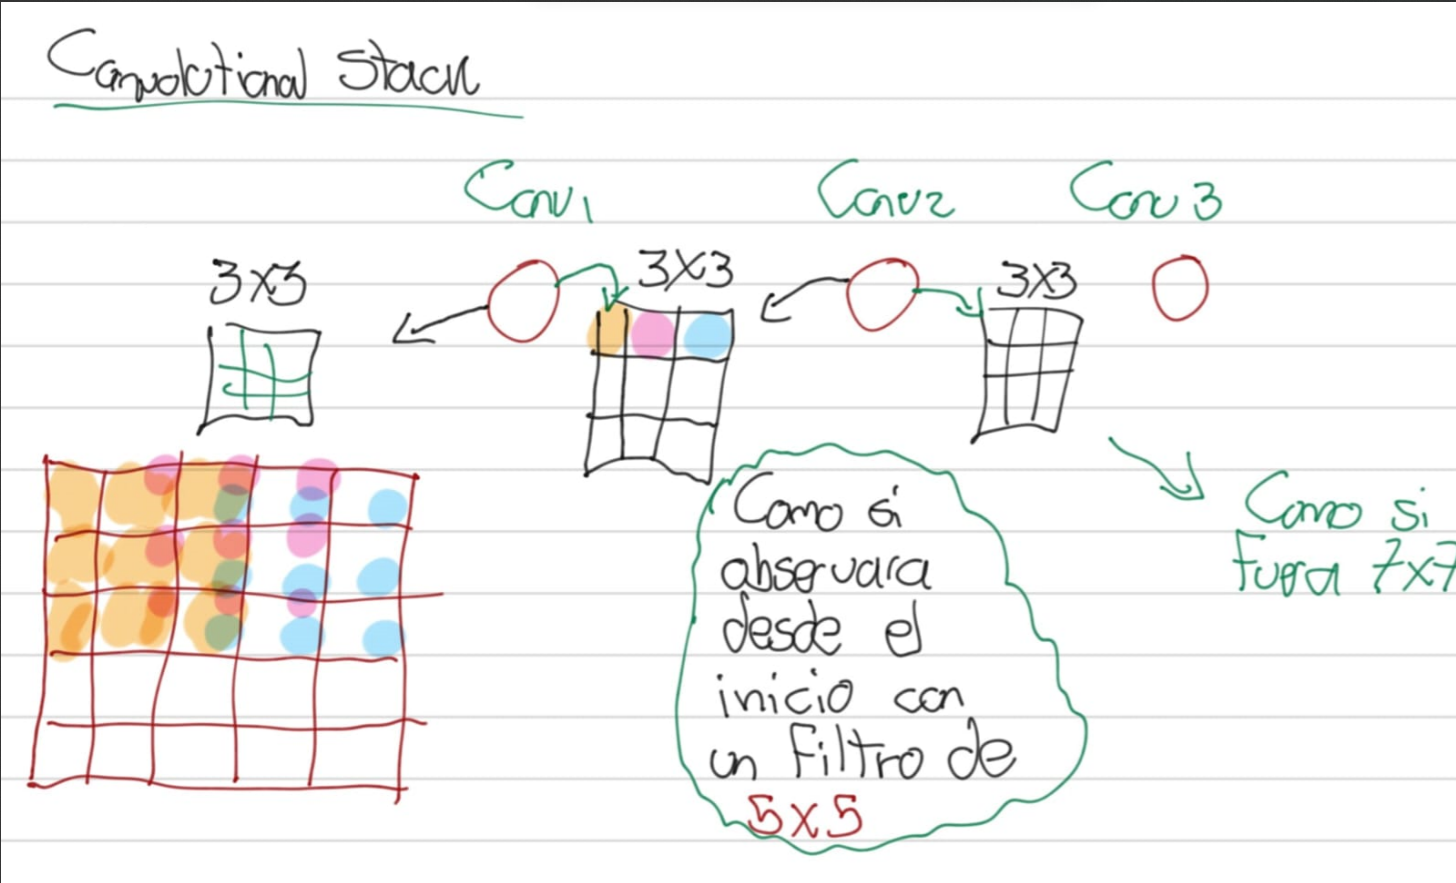 Convolutional Stack
Conv1
Conv2
Conv3
3x3
3x3
3x3
Como si
observara
desde el
inicio con
un Filtro de
5x5
Como si
Fuera 7x7